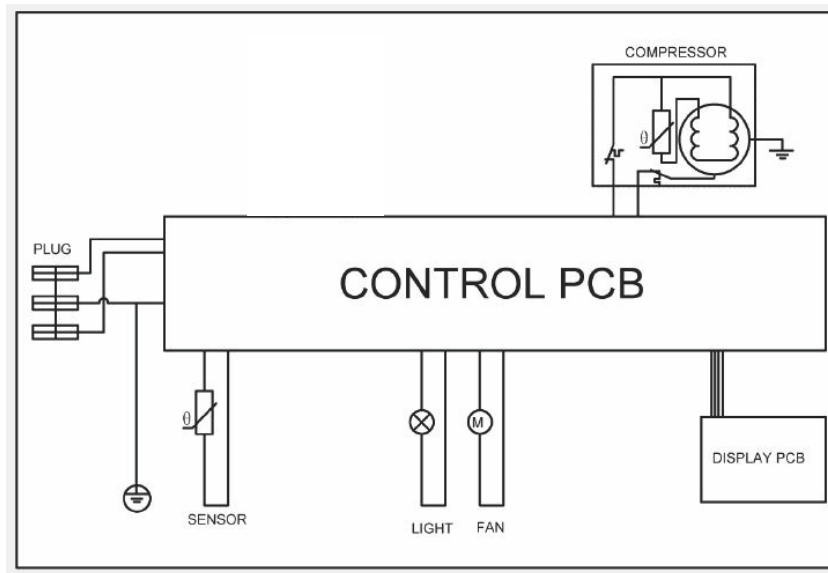 COMPRESSOR
θ
PLUG
CONTROL PCB
θ
M
DISPLAY PCB
SENSOR
LIGHT
FAN